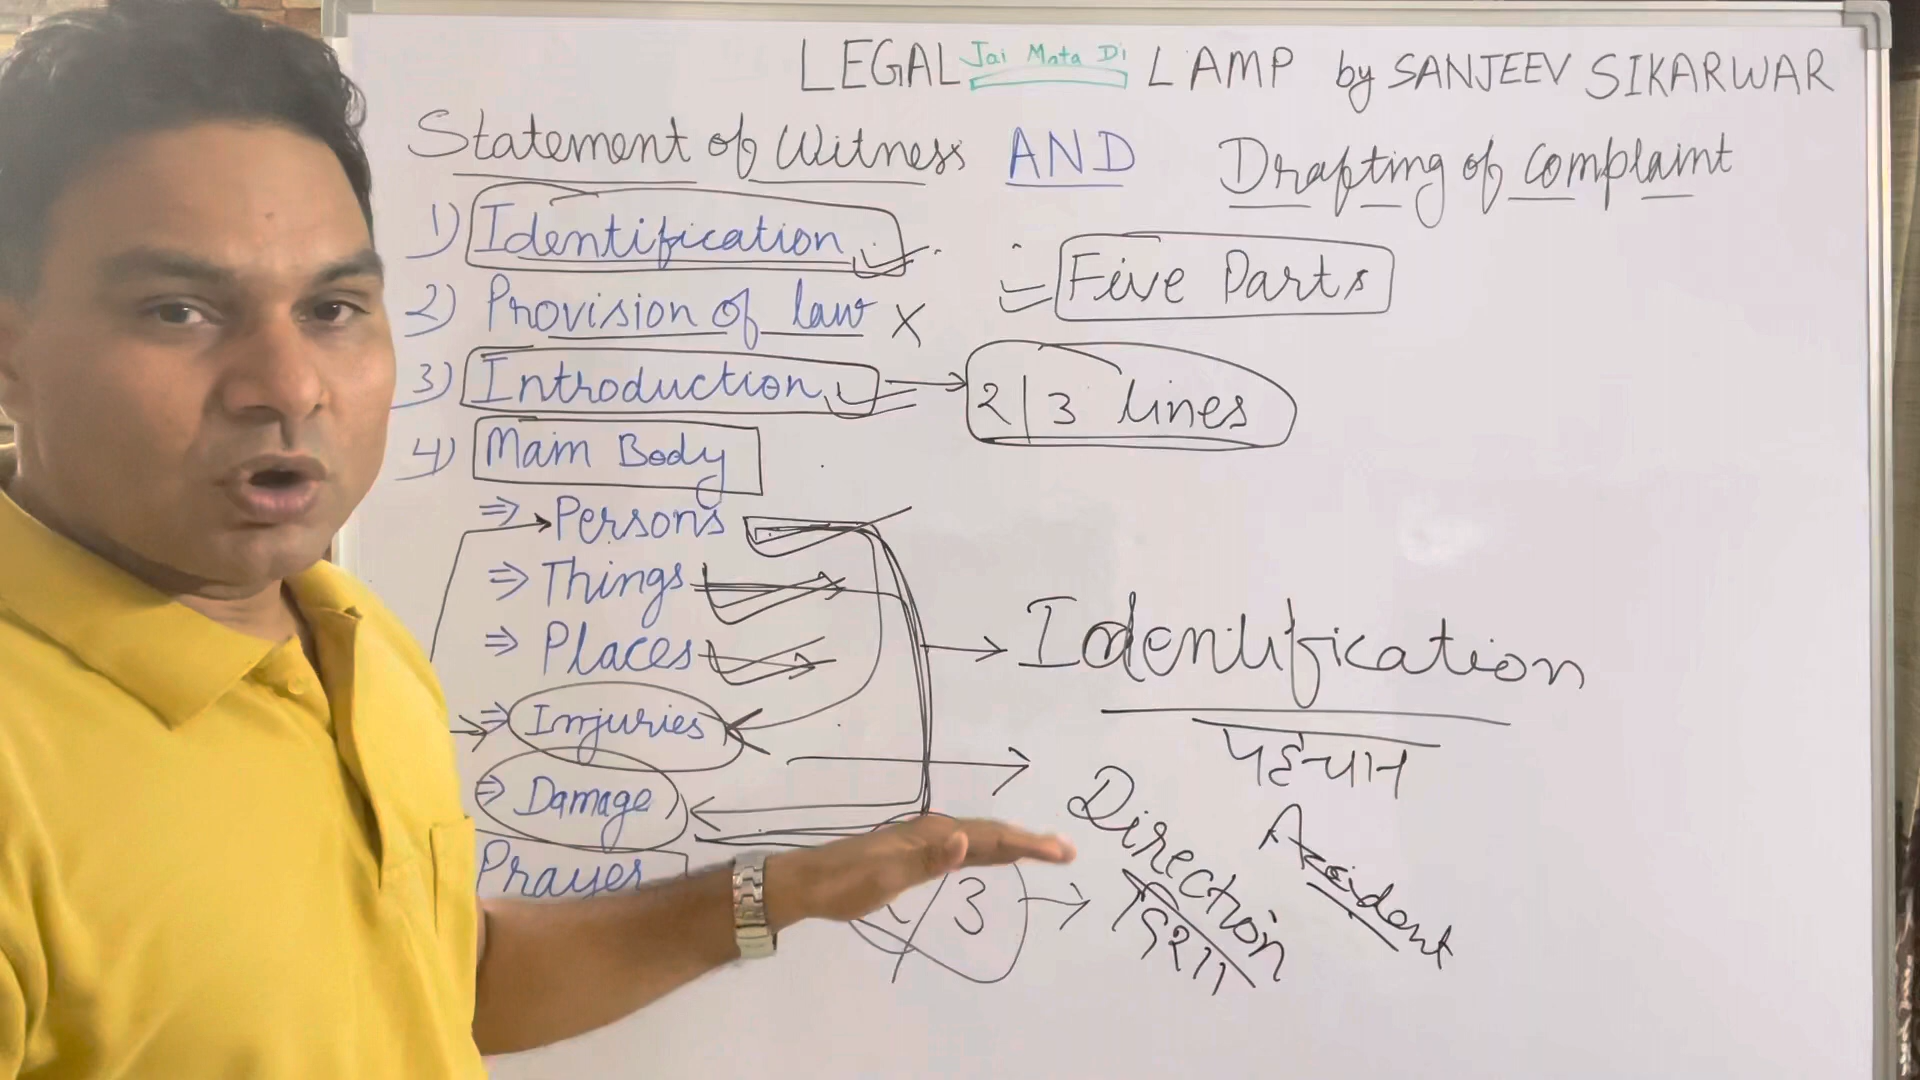 LEGAL Jai Mata Di LAMP by SANJEEV SIKARWAR
Statement of Witness AND Drafting of complaint
1) Identification
Five Parts
2) Provision of law X
3) Introduction → 2/3 lines
4) Main Body
⇒ Persons
⇒ Things
⇒ Places
→ Identification
पहचान
⇒ Injuries
⇒ Damage
Direction
दिशा
Accident
Prayer
/3